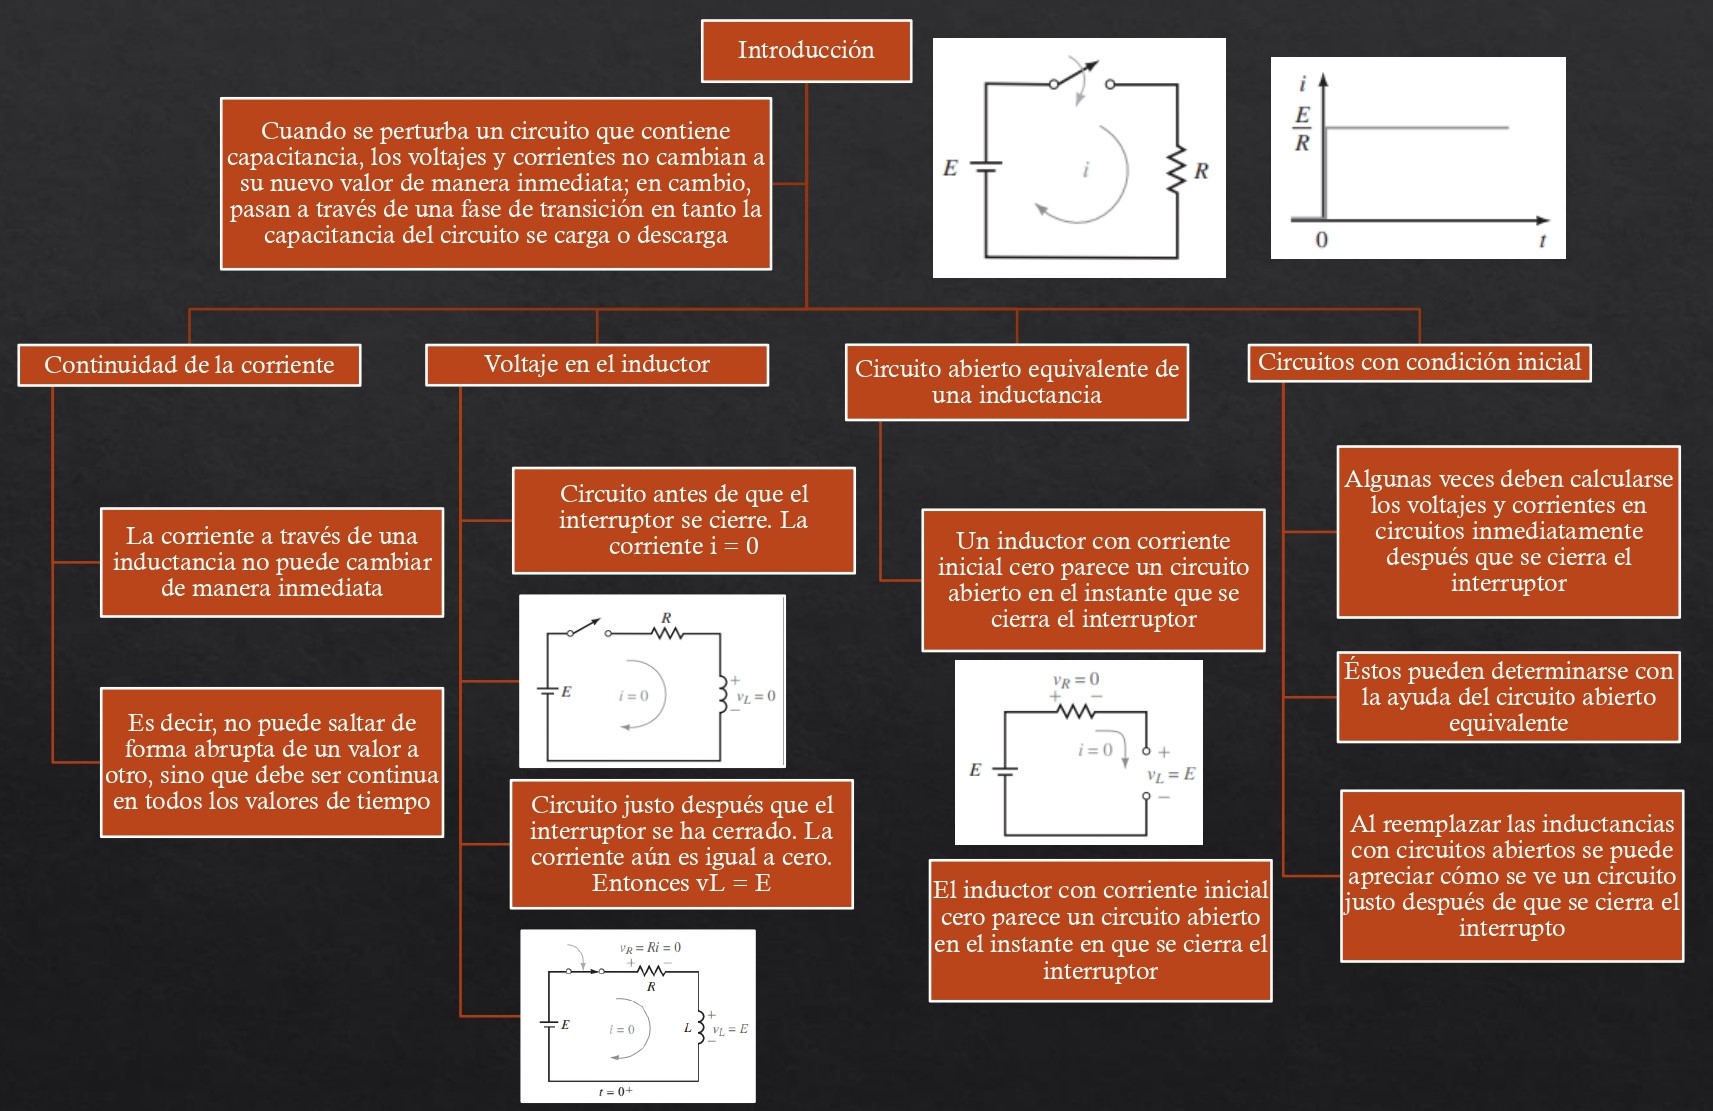 Introducción
Cuando se perturba un circuito que contiene
capacitancia, los voltajes y corrientes no cambian a
su nuevo valor de manera inmediata; en cambio,
pasan a través de una fase de transición en tanto la
capacitancia del circuito se carga o descarga
E
i
R
i
E
R
0
t
Continuidad de la corriente
La corriente a través de una
inductancia no puede cambiar
de manera inmediata
Es decir, no puede saltar de
forma abrupta de un valor a
otro, sino que debe ser continua
en todos los valores de tiempo
Voltaje en el inductor
Circuito antes de que el
interruptor se cierre. La
corriente i = 0
R
E
i = 0
+
vL = 0
−
Circuito justo después que el
interruptor se ha cerrado. La
corriente aún es igual a cero.
Entonces vL = E
vR = Ri = 0
+ −
R
E
i = 0
L
+
vL = E
−
t = 0+
Circuito abierto equivalente de
una inductancia
Un inductor con corriente
inicial cero parece un circuito
abierto en el instante que se
cierra el interruptor
vR = 0
+ −
i = 0
E
+
vL = E
−
El inductor con corriente inicial
cero parece un circuito abierto
en el instante en que se cierra el
interruptor
Circuitos con condición inicial
Algunas veces deben calcularse
los voltajes y corrientes en
circuitos inmediatamente
después que se cierra el
interruptor
Éstos pueden determinarse con
la ayuda del circuito abierto
equivalente
Al reemplazar las inductancias
con circuitos abiertos se puede
apreciar cómo se ve un circuito
justo después de que se cierra el
interrupto